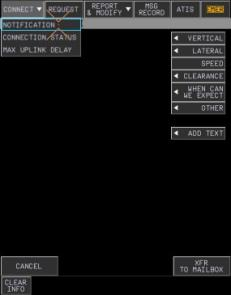 CONNECT ▼
REQUEST
REPORT & MODIFY ▼
MSG RECORD
ATIS
EMER
NOTIFICATION
CONNECTION STATUS
MAX UPLINK DELAY
◄ VERTICAL
◄ LATERAL
SPEED
◄ CLEARANCE
◄ WHEN CAN WE EXPECT
◄ OTHER
◄ ADD TEXT
CANCEL
XFR TO MAILBOX
CLEAR INFO